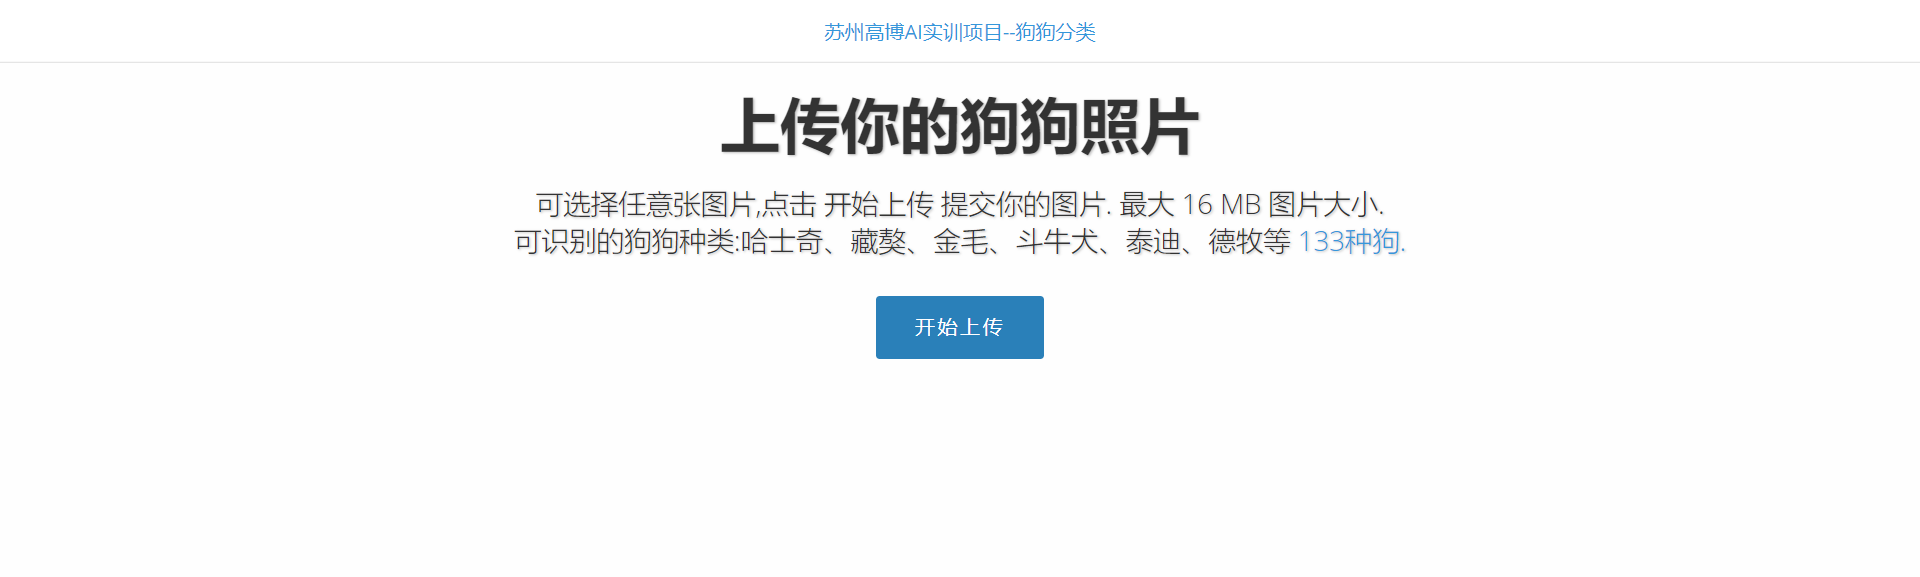 苏州高博AI实训项目--狗狗分类
上传你的狗狗照片
可选择任意张图片,点击 开始上传 提交你的图片. 最大 16 MB 图片大小.
可识别的狗狗种类:哈士奇、藏獒、金毛、斗牛犬、泰迪、德牧等 133种狗.
开始上传